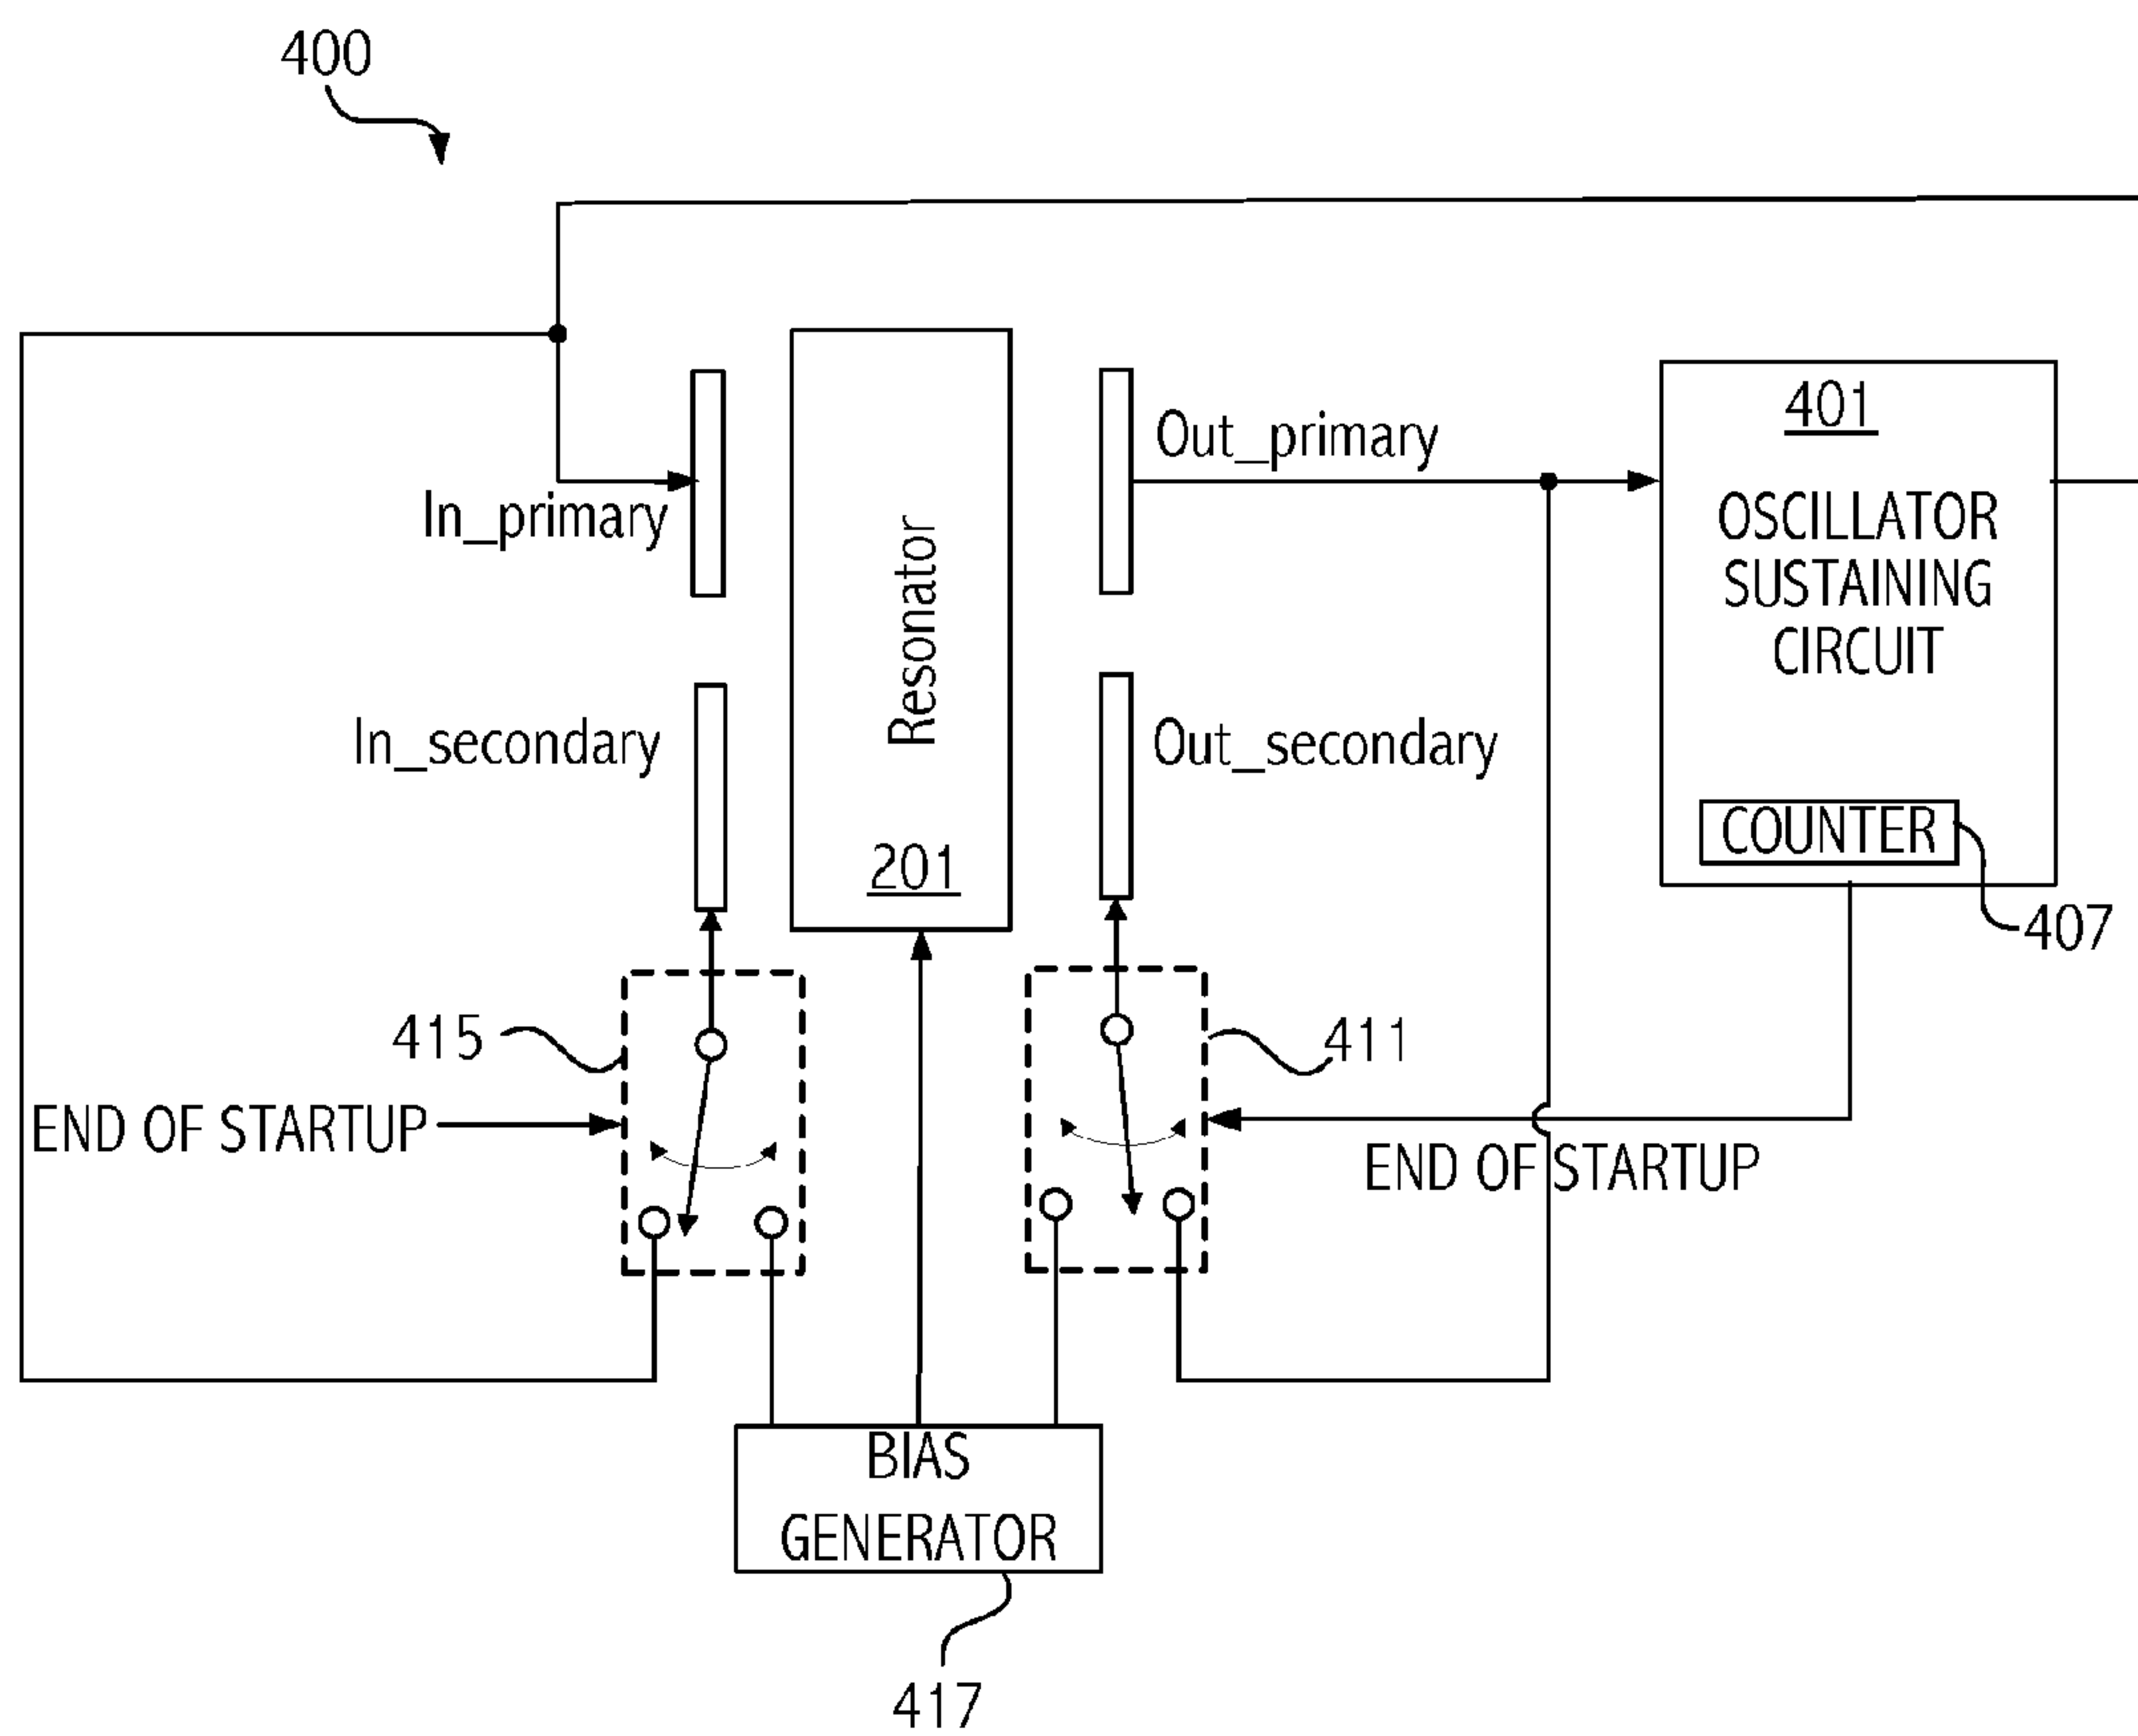 400
401
Out_primary
In_primary
OSCILLATOR
SUSTAINING
CIRCUIT
Resonator
In_secondary
Out_secondary
COUNTER
201
407
415
411
END OF STARTUP
END OF STARTUP
BIAS
GENERATOR
417